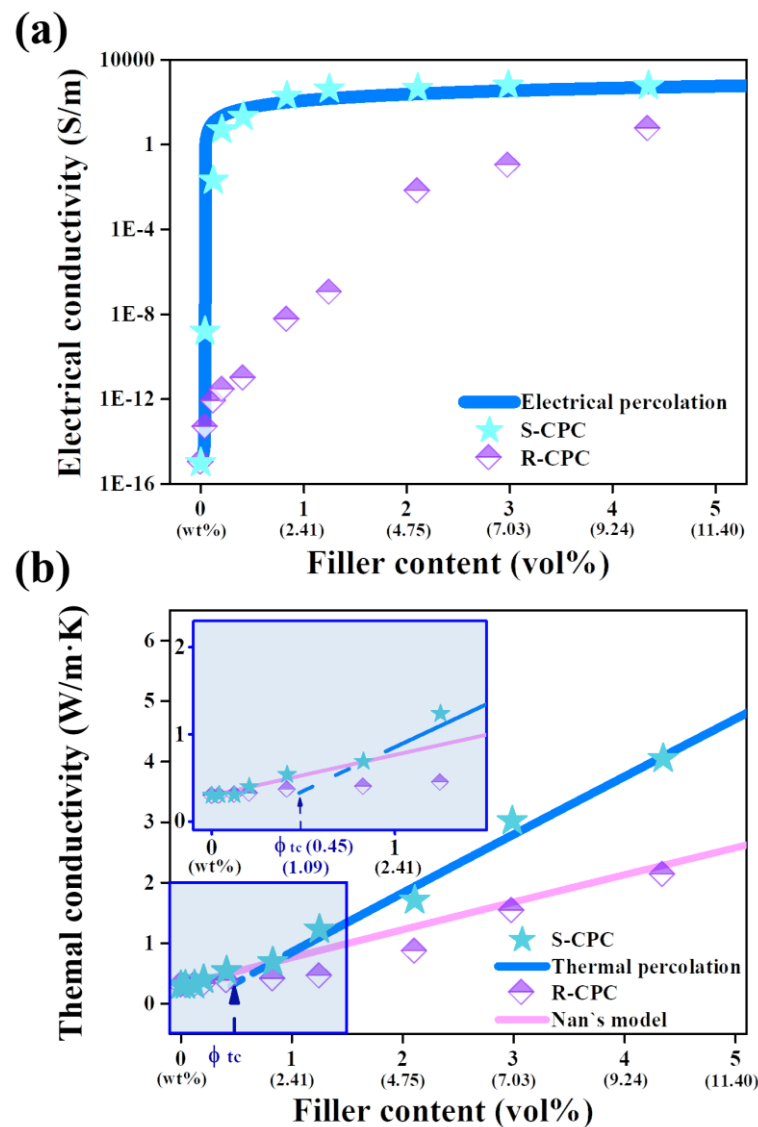 (a)
Electrical conductivity (S/m)
10000
1
1E-4
1E-8
1E-12
1E-16
Electrical percolation
S-CPC
R-CPC
0 1 2 3 4 5
(wt%) (2.41) (4.75) (7.03) (9.24) (11.40)
Filler content (vol%)
(b)
Themal conductivity (W/m·K)
6
5
4
3
2
1
0
2
1
0
ϕ tc (0.45)
(1.09)
0 1
(wt%) (2.41)
S-CPC
Thermal percolation
R-CPC
Nan`s model
ϕ tc
0 1 2 3 4 5
(wt%) (2.41) (4.75) (7.03) (9.24) (11.40)
Filler content (vol%)